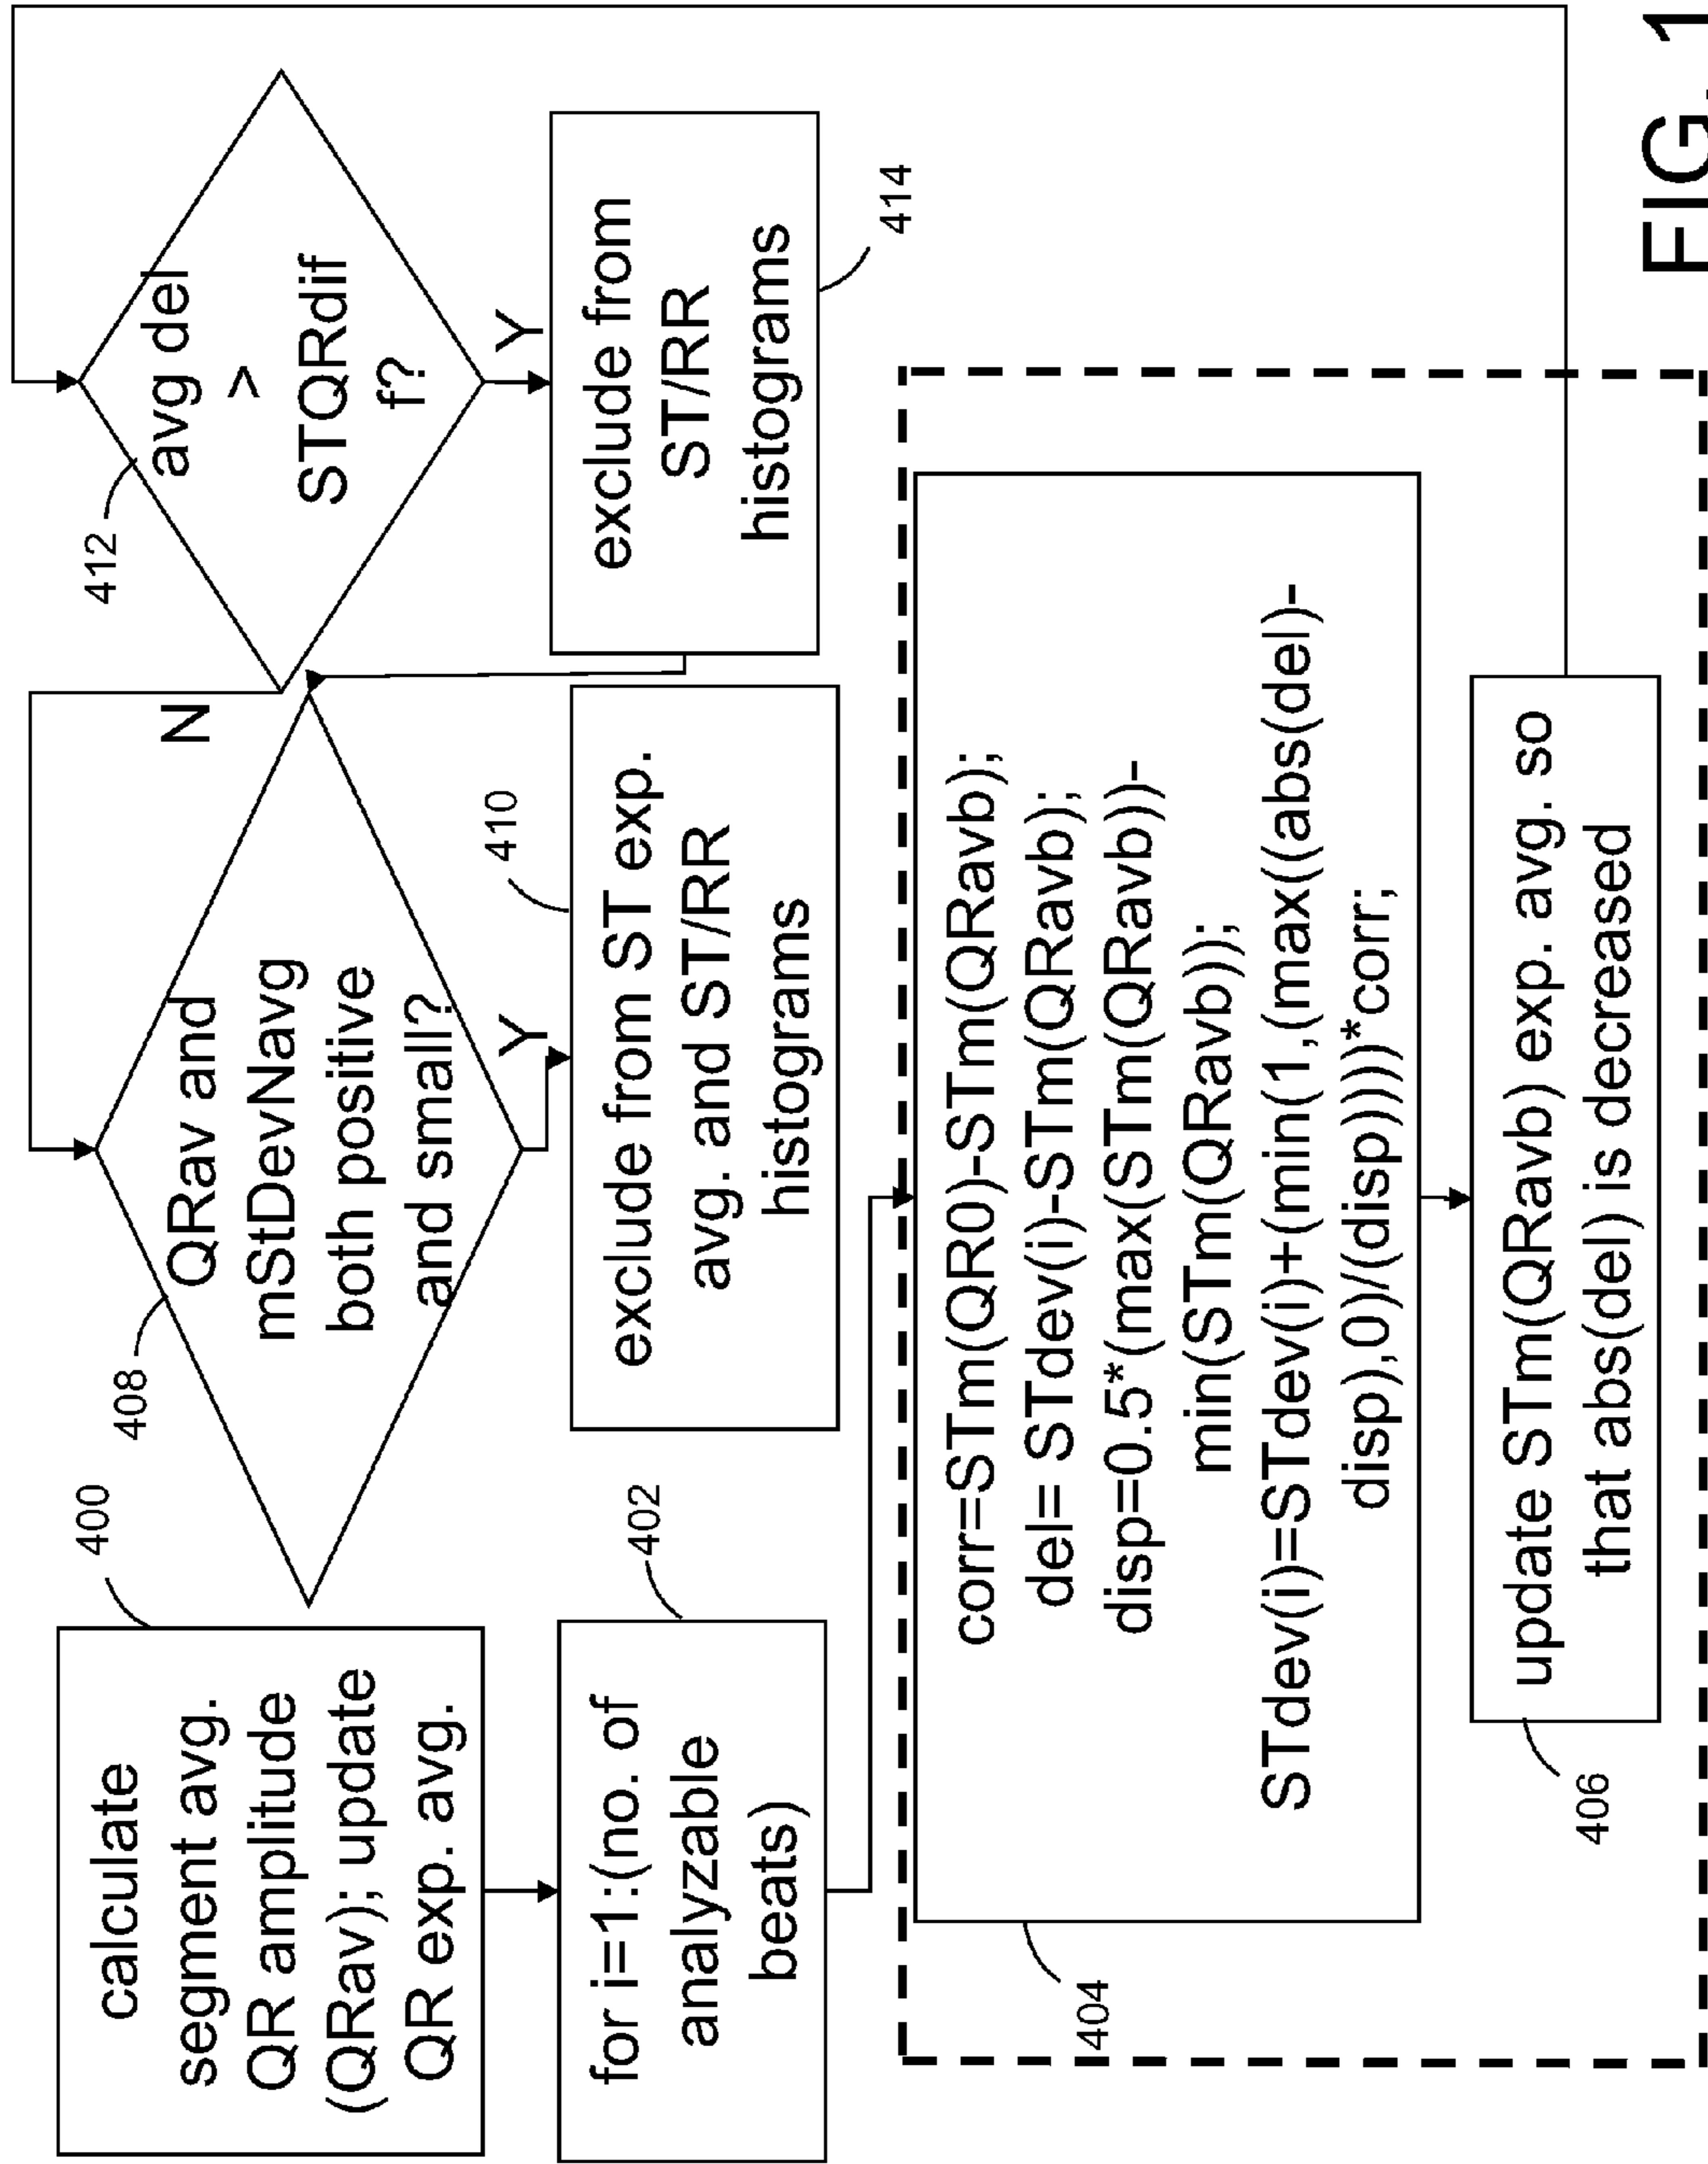 calculate
segment avg.
QR amplitude
(QRav); update
QR exp. avg.
400
for i=1:(no. of
analyzable
beats)
402
corr=STm(QR0)-STm(QRavb);
del= STdev(i)-STm(QRavb);
disp=0.5*(max(STm(QRavb))-
min(STm(QRavb));
STdev(i)=STdev(i)+(min(1,(max((abs(del)-
disp),0)/(disp))))*corr;
404
update STm(QRavb) exp. avg. so
that abs(del) is decreased
406
QRav and
mStDevNavg
both positive
and small?
408
Y
exclude from ST exp.
avg. and ST/RR
histograms
410
N
avg del
>
STQRdif
f?
412
Y
exclude from
ST/RR
histograms
414
FIG. 1